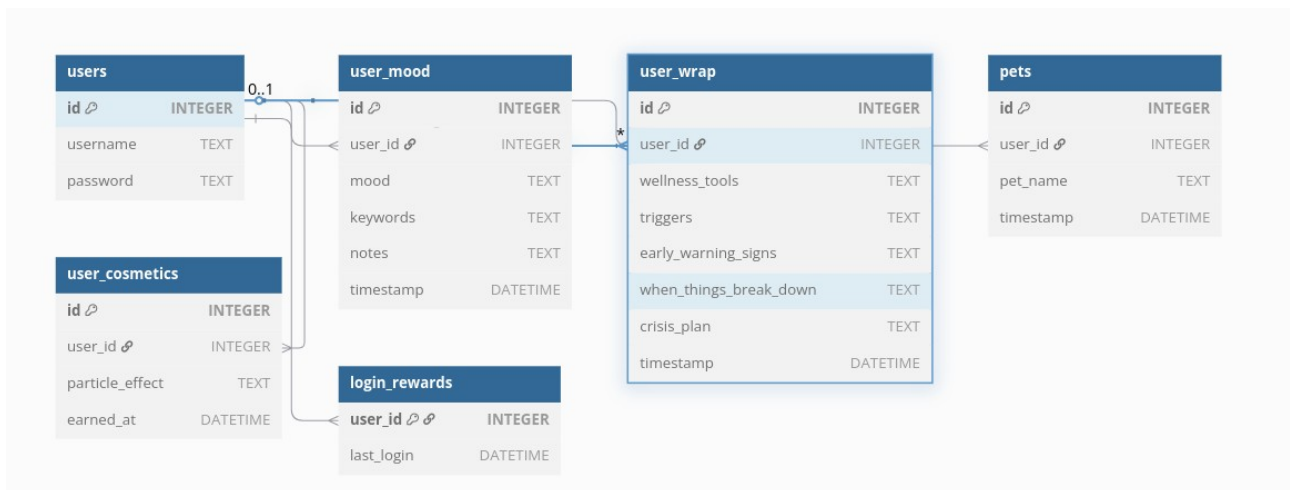 users
id INTEGER
username TEXT
password TEXT
0..1
user_mood
id INTEGER
user_id INTEGER
mood TEXT
keywords TEXT
notes TEXT
timestamp DATETIME
*
user_wrap
id INTEGER
user_id INTEGER
wellness_tools TEXT
triggers TEXT
early_warning_signs TEXT
when_things_break_down TEXT
crisis_plan TEXT
timestamp DATETIME
pets
id INTEGER
user_id INTEGER
pet_name TEXT
timestamp DATETIME
user_cosmetics
id INTEGER
user_id INTEGER
particle_effect TEXT
earned_at DATETIME
login_rewards
user_id INTEGER
last_login DATETIME